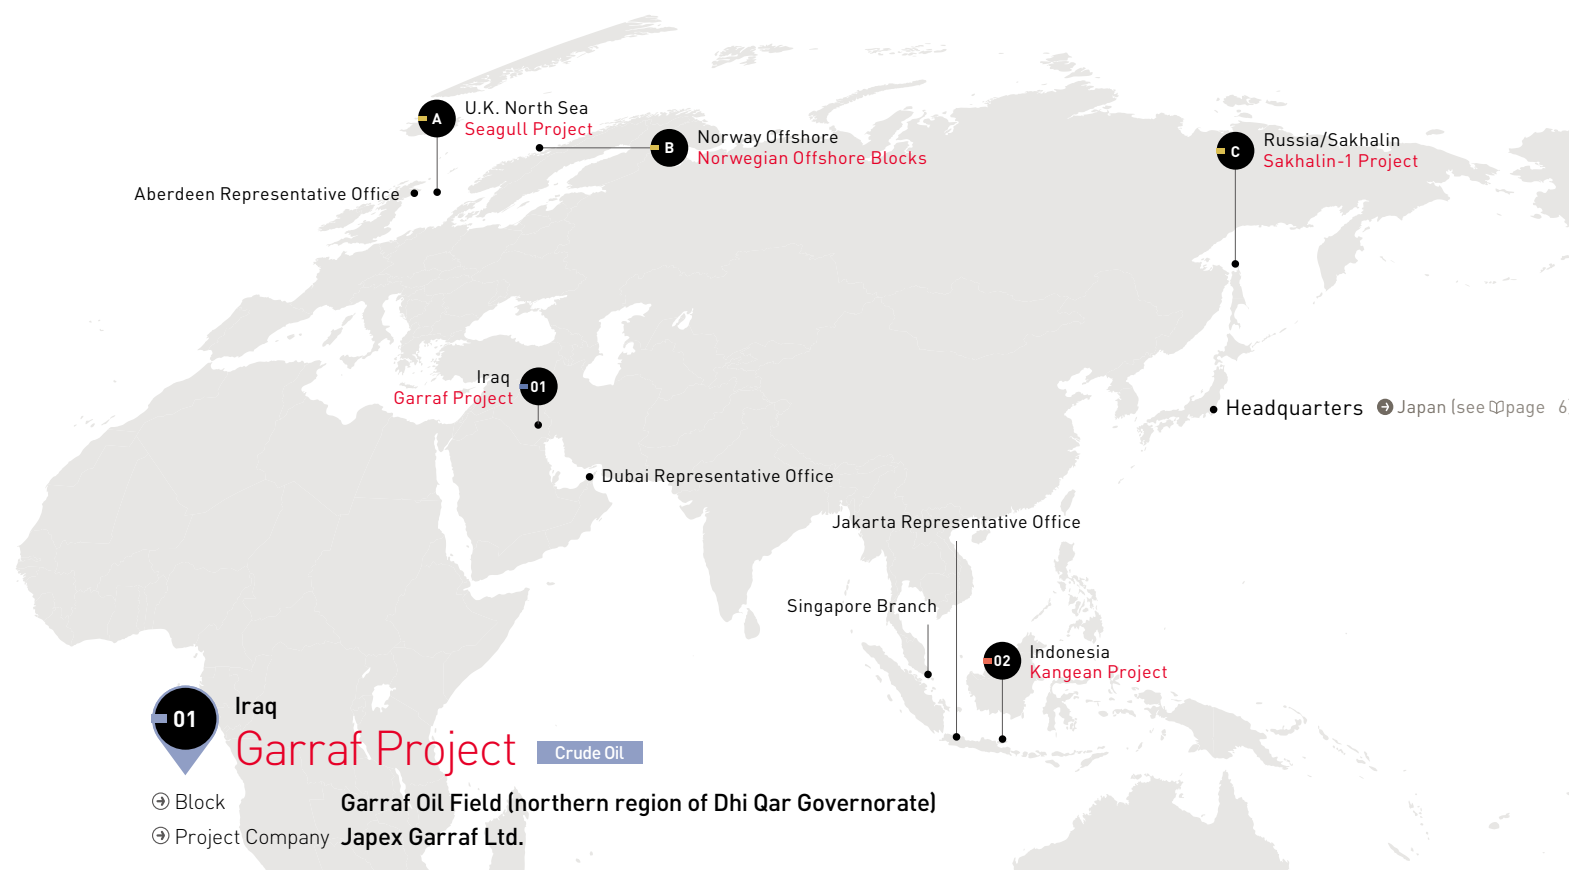 A
U.K. North Sea
Seagull Project
B
Norway Offshore
Norwegian Offshore Blocks
C
Russia/Sakhalin
Sakhalin-1 Project
Aberdeen Representative Office
Iraq
Garraf Project
01
Headquarters
Japan (see page 6)
Dubai Representative Office
Jakarta Representative Office
Singapore Branch
02
Indonesia
Kangean Project
01
Iraq
Garraf Project
Crude Oil
Block Garraf Oil Field (northern region of Dhi Qar Governorate)
Project Company Japex Garraf Ltd.